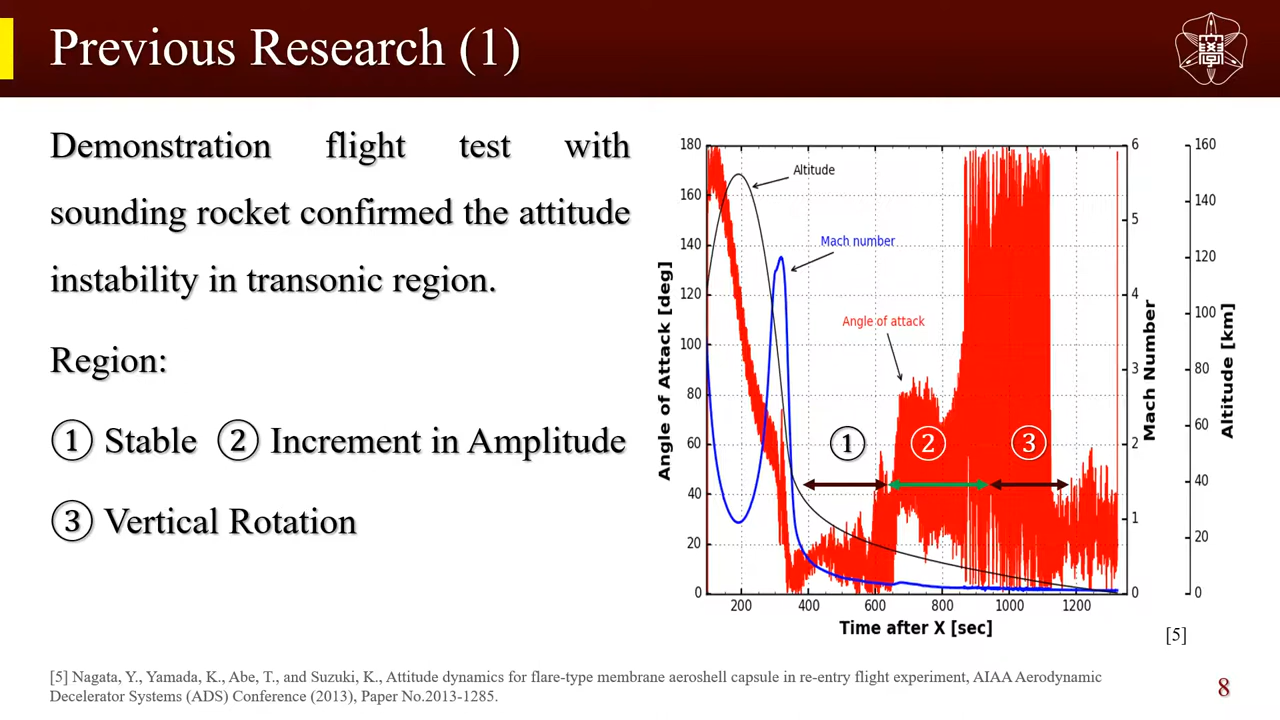 Previous Research (1)
Demonstration flight test with
sounding rocket confirmed the attitude
instability in transonic region.
Region:
① Stable ② Increment in Amplitude
③ Vertical Rotation
180
160
140
120
100
80
60
40
20
0
Angle of Attack [deg]
Altitude
Mach number
Angle of attack
① ② ③
200 400 600 800 1000 1200
Time after X [sec]
6
5
4
3
2
1
0
Mach Number
160
140
120
100
80
60
40
20
0
Altitude [km]
[5]
[5] Nagata, Y., Yamada, K., Abe, T., and Suzuki, K., Attitude dynamics for flare-type membrane aeroshell capsule in re-entry flight experiment, AIAA Aerodynamic
Decelerator Systems (ADS) Conference (2013), Paper No.2013-1285.
8